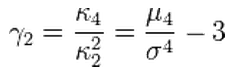 γ₂ = κ₄/κ₂² = μ₄/σ⁴ − 3